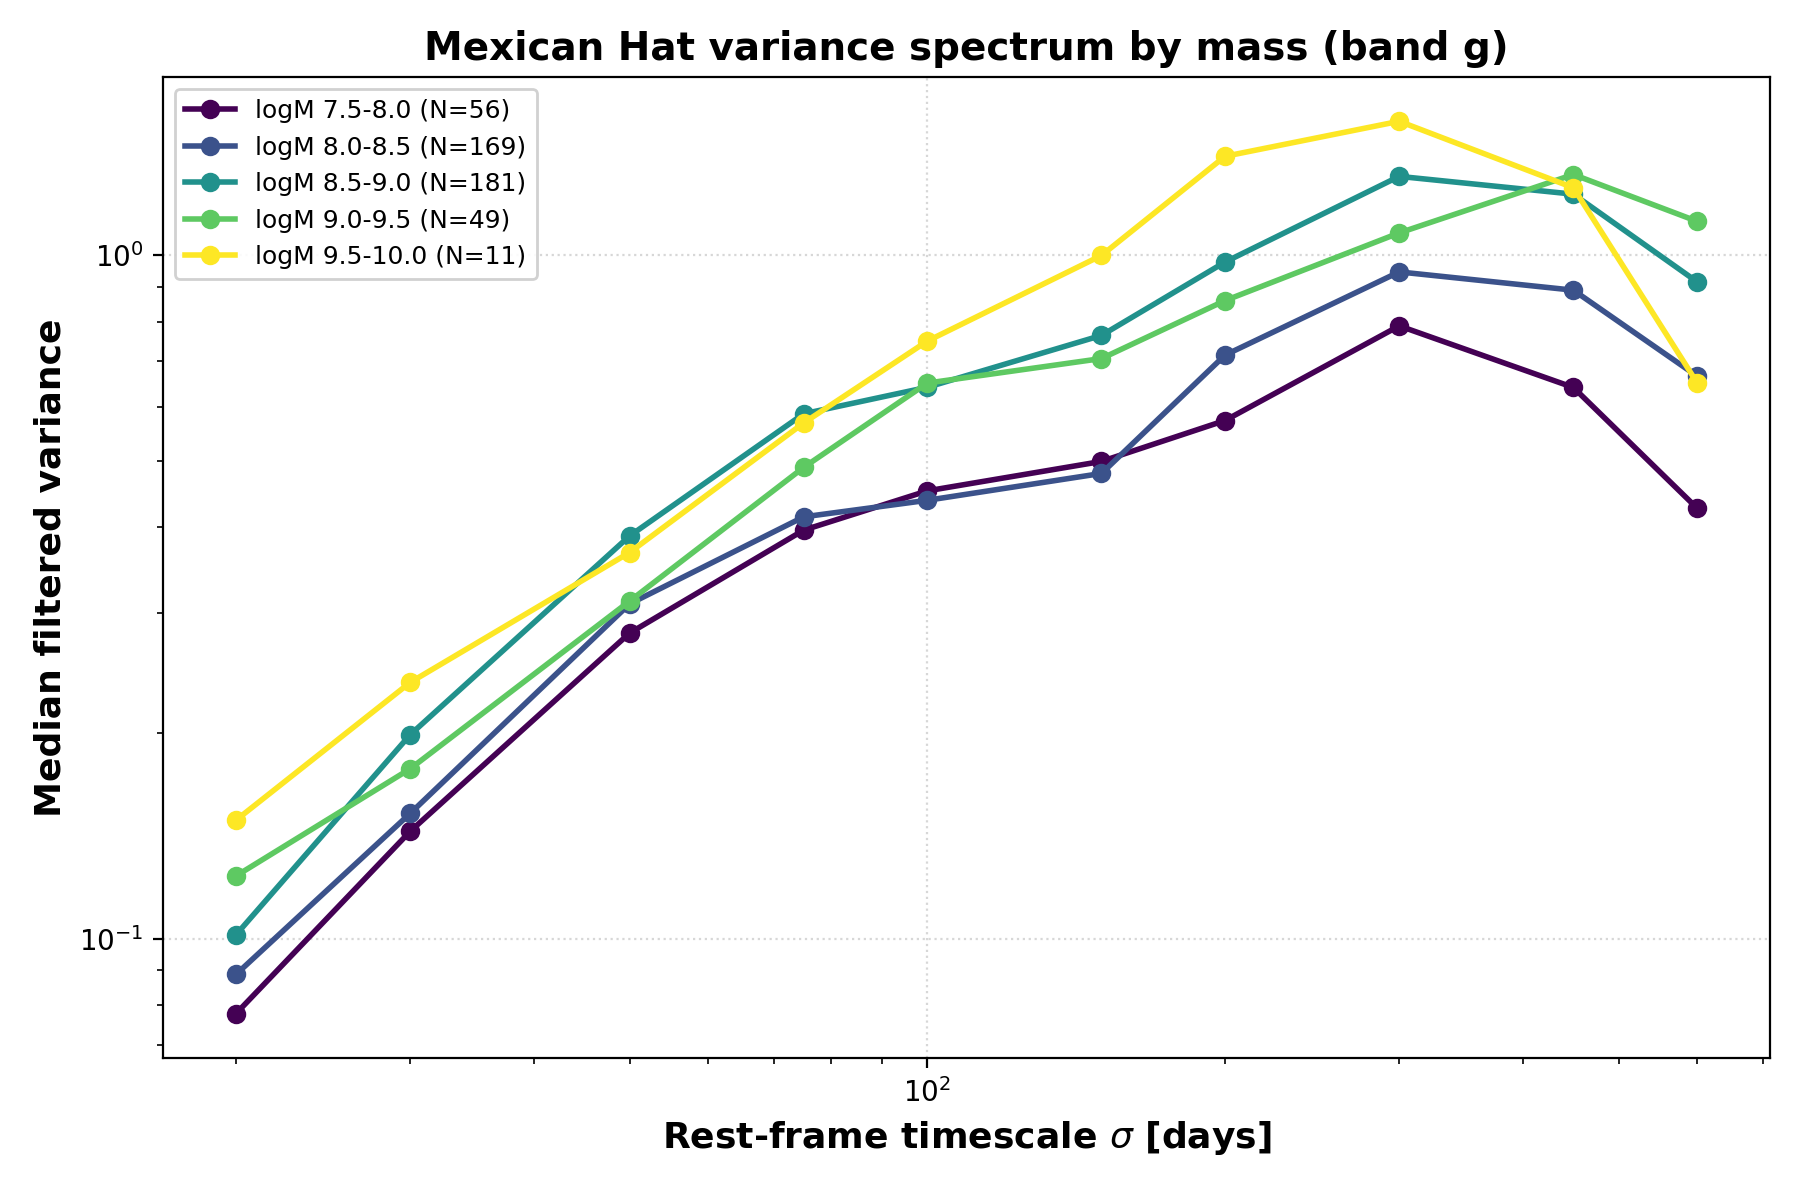 Mexican Hat variance spectrum by mass (band g)
logM 7.5-8.0 (N=56)
logM 8.0-8.5 (N=169)
logM 8.5-9.0 (N=181)
logM 9.0-9.5 (N=49)
logM 9.5-10.0 (N=11)
10⁰
10⁻¹
Median filtered variance
10²
Rest-frame timescale σ [days]